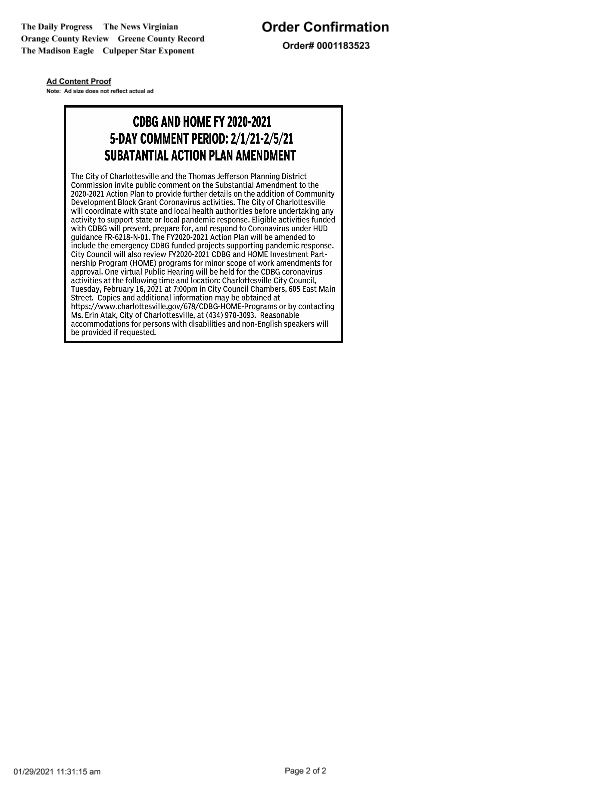 The Daily Progress The News Virginian
Orange County Review Greene County Record
The Madison Eagle Culpeper Star Exponent
Order Confirmation
Order# 0001183523
Ad Content Proof
Note: Ad size does not reflect actual ad
CDBG AND HOME FY 2020-2021
5-DAY COMMENT PERIOD: 2/1/21-2/5/21
SUBATANTIAL ACTION PLAN AMENDMENT
The City of Charlottesville and the Thomas Jefferson Planning District
Commission invite public comment on the Substantial Amendment to the
2020-2021 Action Plan to provide further details on the addition of Community
Development Block Grant Coronavirus activities. The City of Charlottesville
will coordinate with state and local health authorities before undertaking any
activity to support state or local pandemic response. Eligible activities funded
with CDBG will prevent, prepare for, and respond to Coronavirus under HUD
guidance FR-6218-N-01. The FY2020-2021 Action Plan will be amended to
include the emergency CDBG funded projects supporting pandemic response.
City Council will also review FY2020-2021 CDBG and HOME Investment Part-
nership Program (HOME) programs for minor scope of work amendments for
approval. One virtual Public Hearing will be held for the CDBG coronavirus
activities at the following time and location: Charlottesville City Council,
Tuesday, February 16, 2021 at 7:00pm in City Council Chambers, 605 East Main
Street. Copies and additional information may be obtained at
https://www.charlottesville.gov/678/CDBG-HOME-Programs or by contacting
Ms. Erin Atak, City of Charlottesville, at (434) 970-3093. Reasonable
accommodations for persons with disabilities and non-English speakers will
be provided if requested.
01/29/2021 11:31:15 am
Page 2 of 2